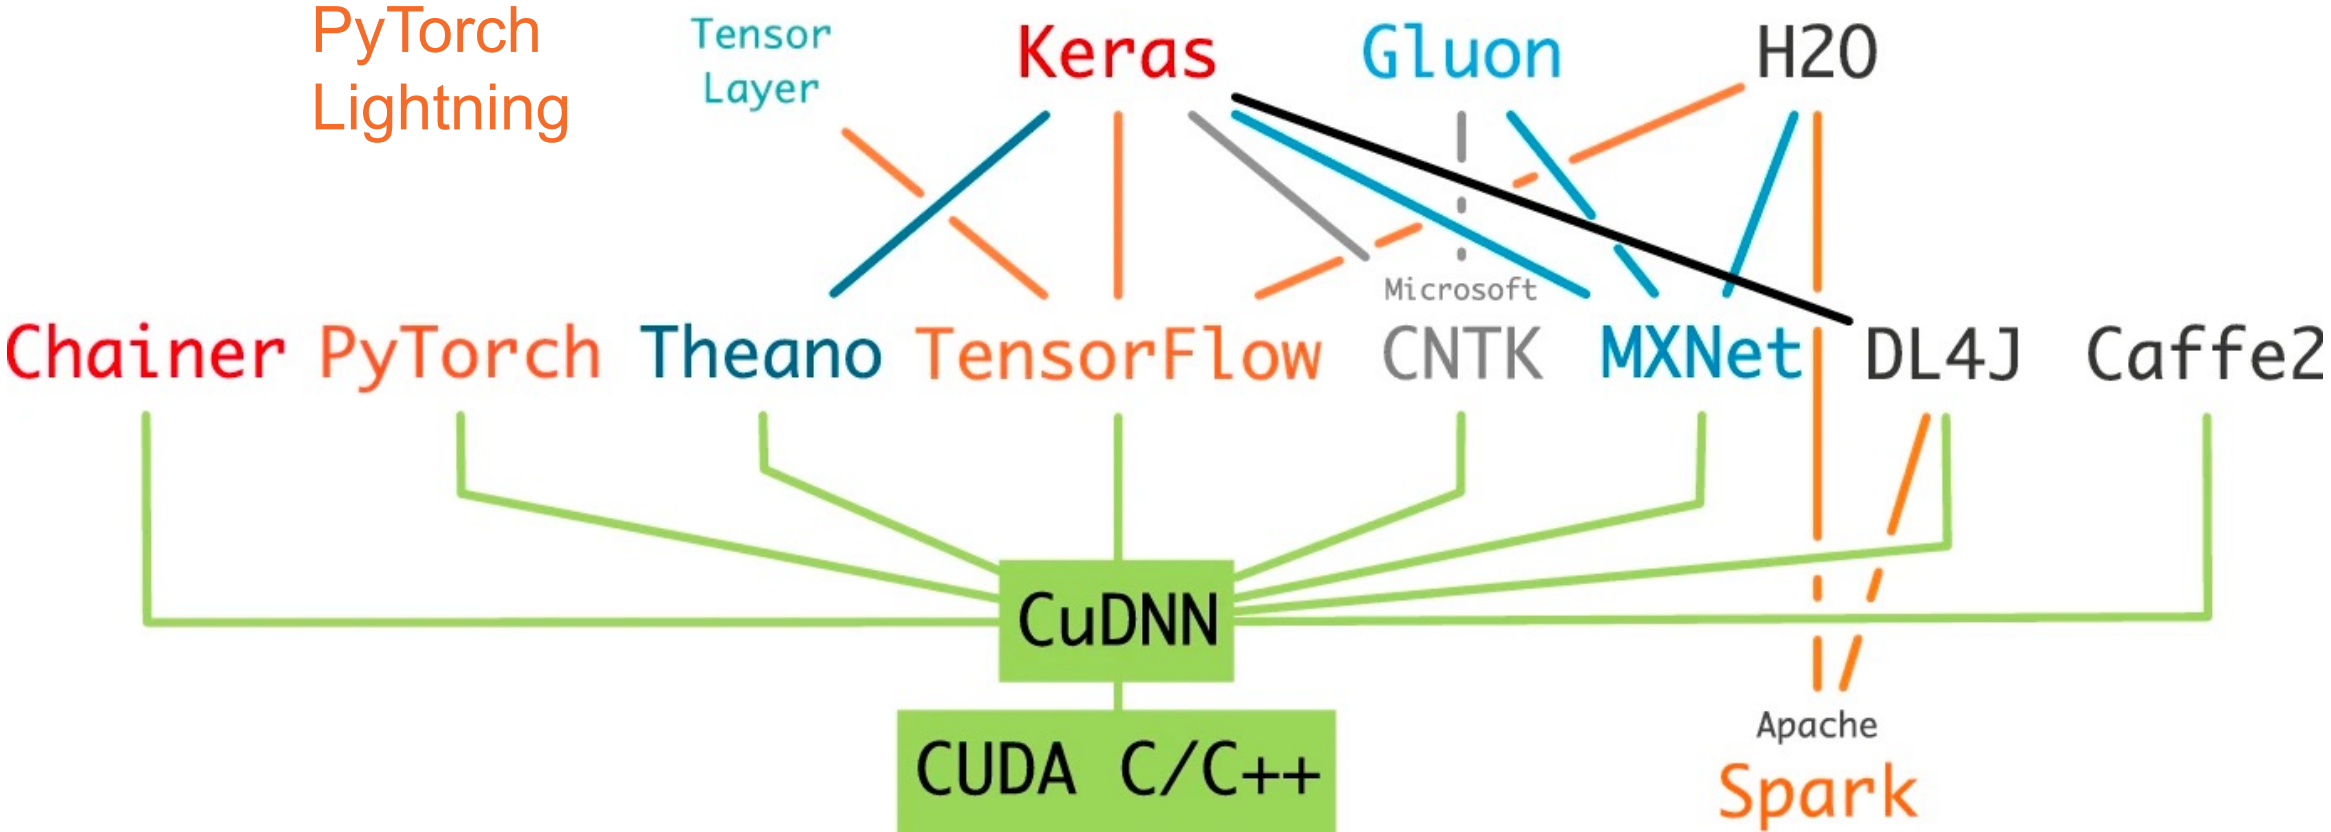 PyTorch
Lightning
Tensor
Layer
Keras
Gluon
H2O
Chainer
PyTorch
Theano
TensorFlow
Microsoft
CNTK
MXNet
DL4J
Caffe2
CuDNN
CUDA C/C++
Apache
Spark